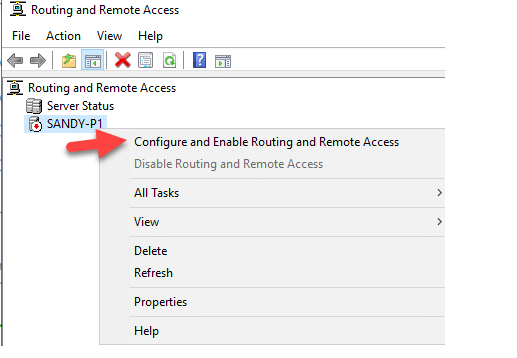 Routing and Remote Access
File Action View Help
Routing and Remote Access
Server Status
SANDY-P1
Configure and Enable Routing and Remote Access
Disable Routing and Remote Access
All Tasks
View
Delete
Refresh
Properties
Help